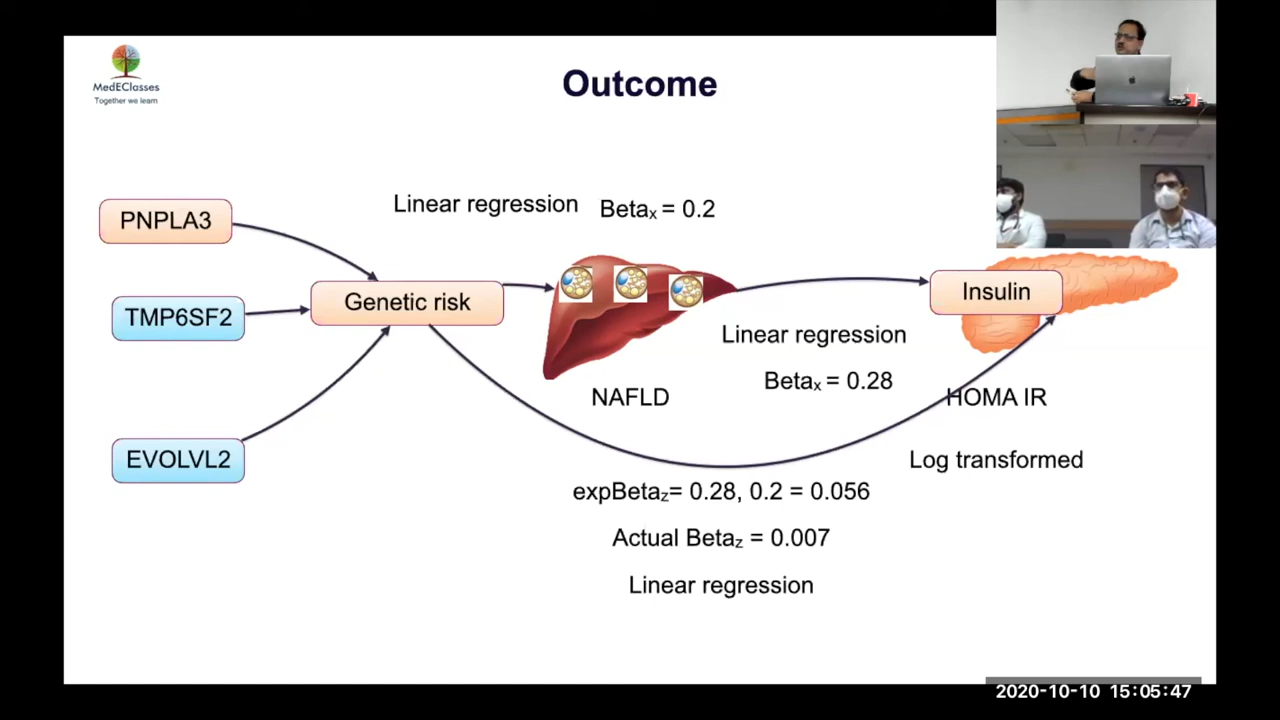 MedEClasses
Together we learn
Outcome
PNPLA3
Linear regression
Betaₓ = 0.2
Genetic risk
Insulin
TMP6SF2
Linear regression
Betaₓ = 0.28
NAFLD
HOMA IR
EVOLVL2
Log transformed
expBeta_z= 0.28, 0.2 = 0.056
Actual Beta_z = 0.007
Linear regression
2020-10-10 15:05:47